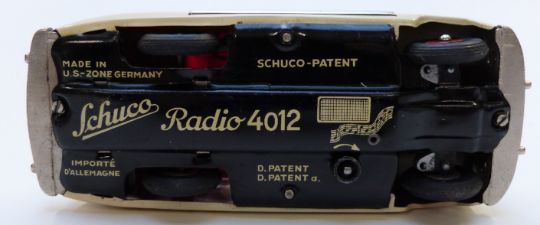 MADE IN
U.S.-ZONE GERMANY
SCHUCO-PATENT
Schuco
Radio 4012
IMPORTÉ
D'ALLEMAGNE
D. PATENT
D. PATENT a.